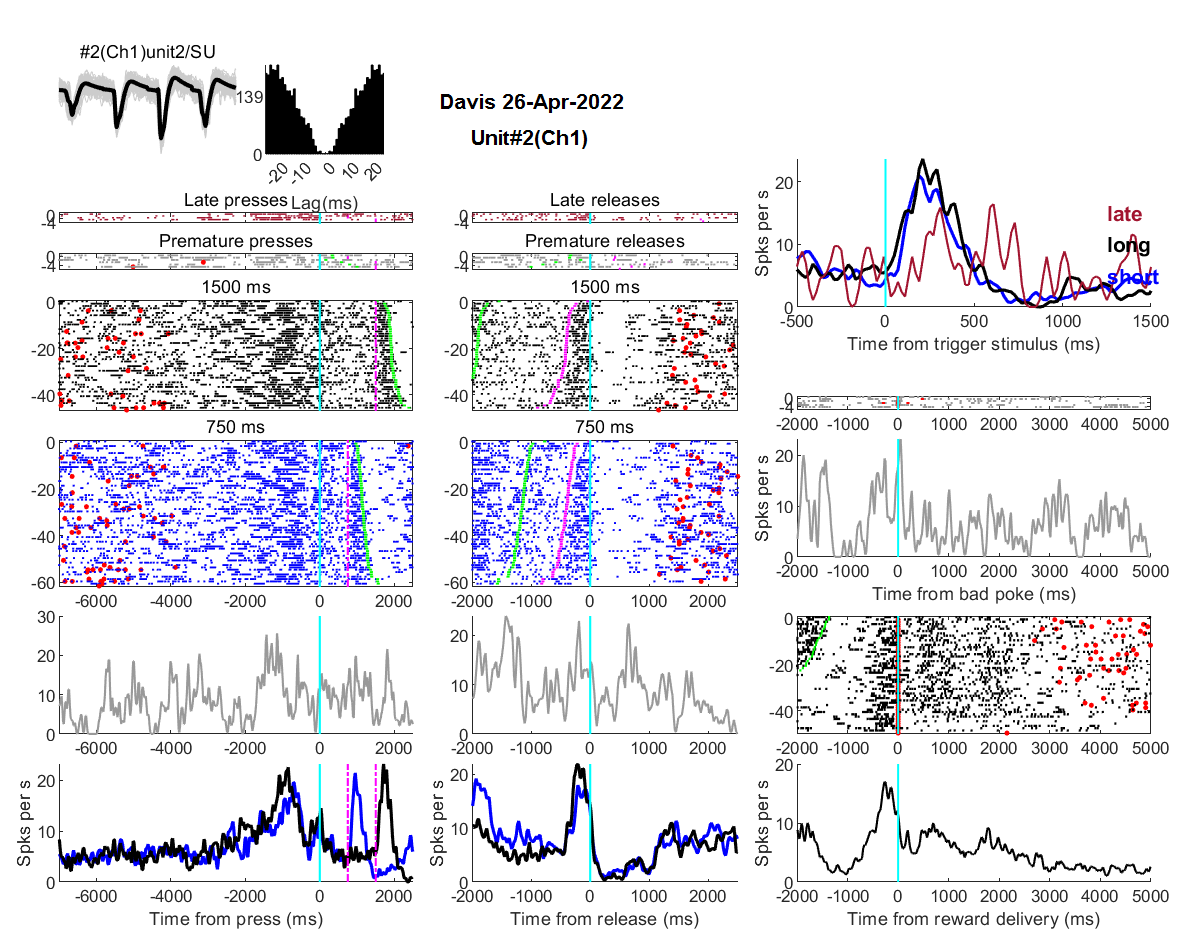 #2(Ch1)unit2/SU
139
0
-20 -10 0 10 20
Lag(ms)
Davis 26-Apr-2022
Unit#2(Ch1)
Late presses
0
-4
Premature presses
0
-4
1500 ms
0
-20
-40
750 ms
0
-20
-40
-60
-6000 -4000 -2000 0 2000
30
20
10
0
-6000 -4000 -2000 0 2000
Spks per s
20
10
0
-6000 -4000 -2000 0 2000
Time from press (ms)
Late releases
0
-4
Premature releases
0
-4
1500 ms
0
-20
-40
750 ms
0
-20
-40
-60
-2000 -1000 0 1000 2000
20
10
0
-2000 -1000 0 1000 2000
Spks per s
20
10
0
-2000 -1000 0 1000 2000
Time from release (ms)
Spks per s
20
10
0
late
long
short
-500 0 500 1000 1500
Time from trigger stimulus (ms)
0
-4
-2000 -1000 0 1000 2000 3000 4000 5000
Spks per s
20
10
0
-2000 -1000 0 1000 2000 3000 4000 5000
Time from bad poke (ms)
0
-20
-40
-2000 -1000 0 1000 2000 3000 4000 5000
Spks per s
20
10
0
-2000 -1000 0 1000 2000 3000 4000 5000
Time from reward delivery (ms)